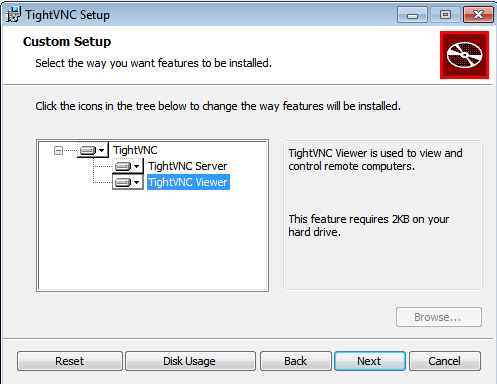 TightVNC Setup
Custom Setup
Select the way you want features to be installed.
Click the icons in the tree below to change the way features will be installed.
TightVNC
TightVNC Server
TightVNC Viewer
TightVNC Viewer is used to view and
control remote computers.
This feature requires 2KB on your
hard drive.
Browse...
Reset
Disk Usage
Back
Next
Cancel